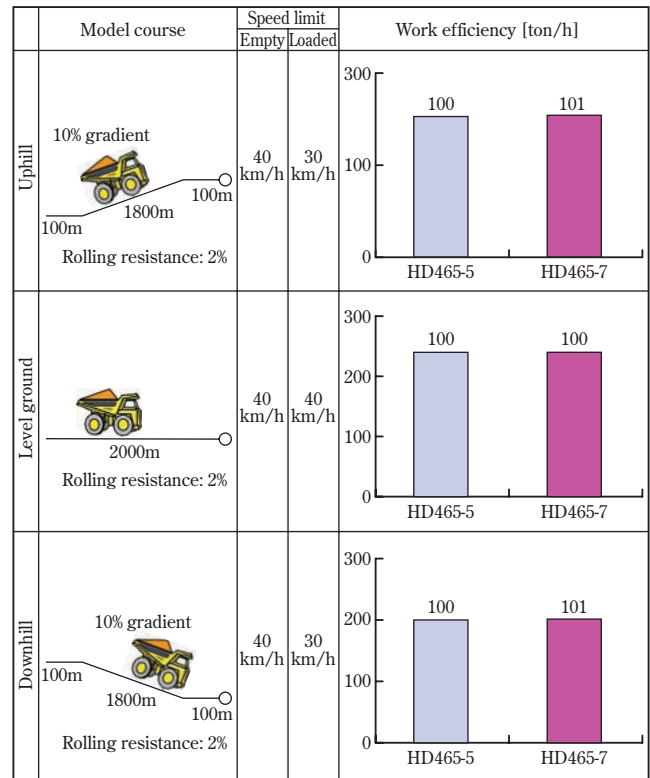 Model course
Speed limit
Empty Loaded
Work efficiency [ton/h]
Uphill
10% gradient
100m
1800m
100m
Rolling resistance: 2%
40
km/h
30
km/h
300
100
0
100
101
HD465-5
HD465-7
Level ground
2000m
Rolling resistance: 2%
40
km/h
40
km/h
300
200
100
0
100
100
HD465-5
HD465-7
Downhill
10% gradient
100m
1800m
100m
Rolling resistance: 2%
40
km/h
30
km/h
300
200
100
0
100
101
HD465-5
HD465-7